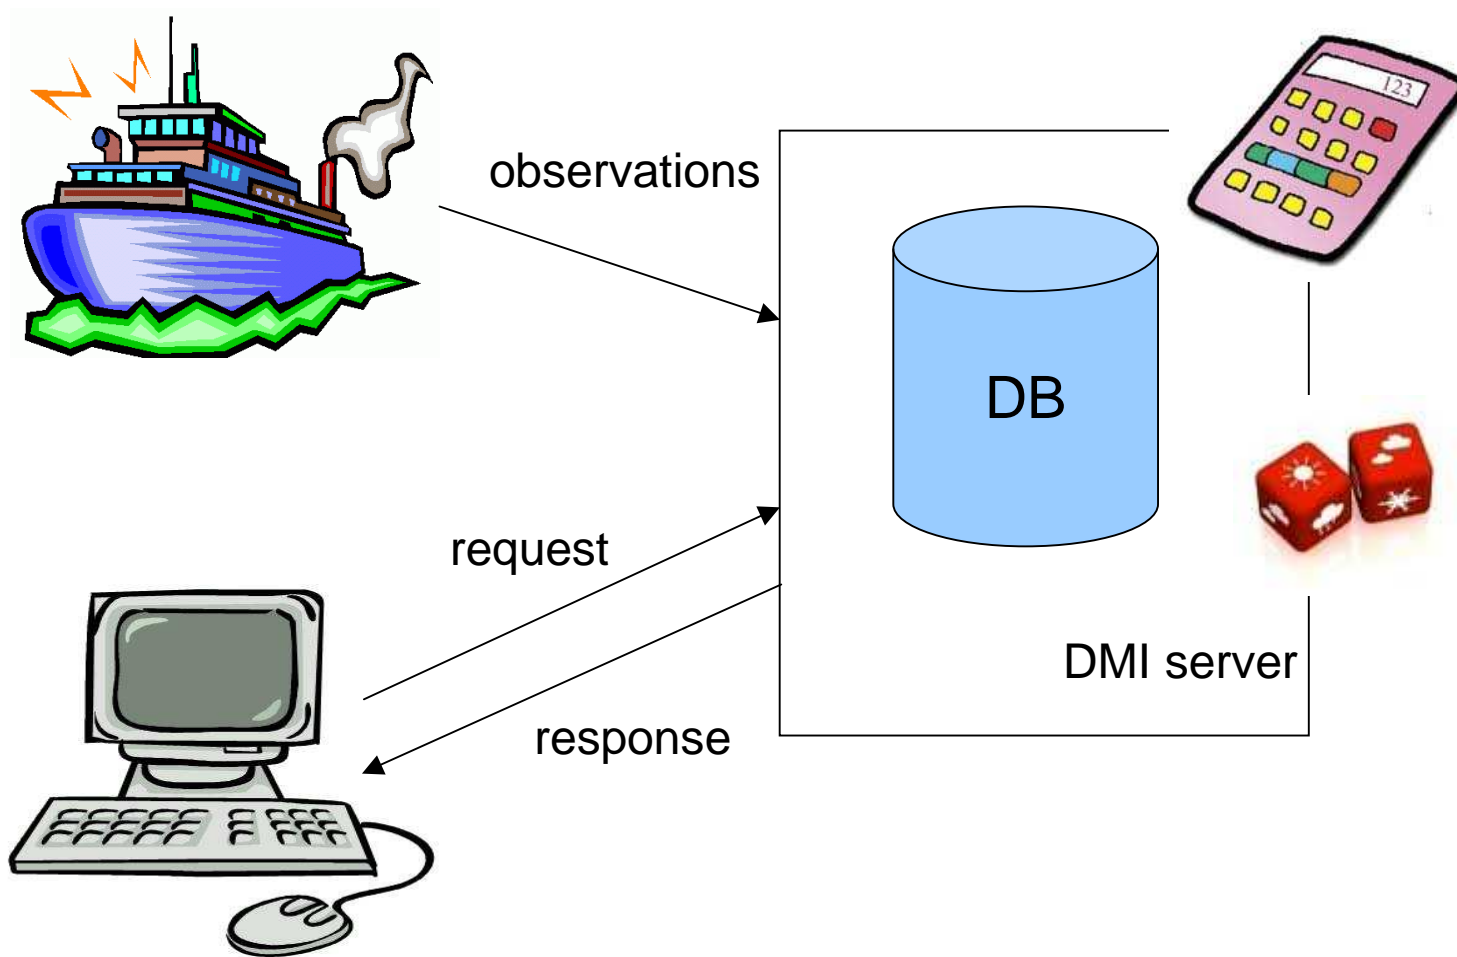 123
observations
DB
request
DMI server
response